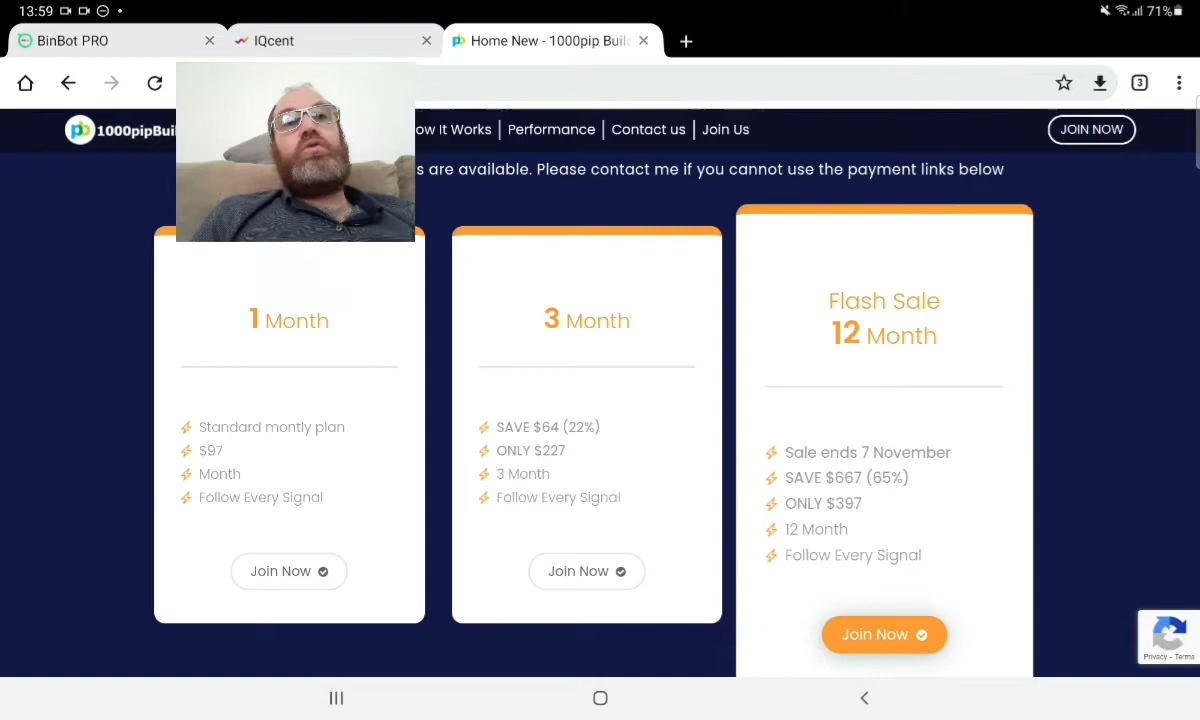 13:59
71%
BinBot PRO
IQcent
Home New - 1000pip Buil
3
1000pipBui
ow It Works
Performance
Contact us
Join Us
JOIN NOW
s are available. Please contact me if you cannot use the payment links below
1 Month
Standard montly plan
$97
Month
Follow Every Signal
Join Now
3 Month
SAVE $64 (22%)
ONLY $227
3 Month
Follow Every Signal
Join Now
Flash Sale
12 Month
Sale ends 7 November
SAVE $667 (65%)
ONLY $397
12 Month
Follow Every Signal
Join Now
Privacy - Terms